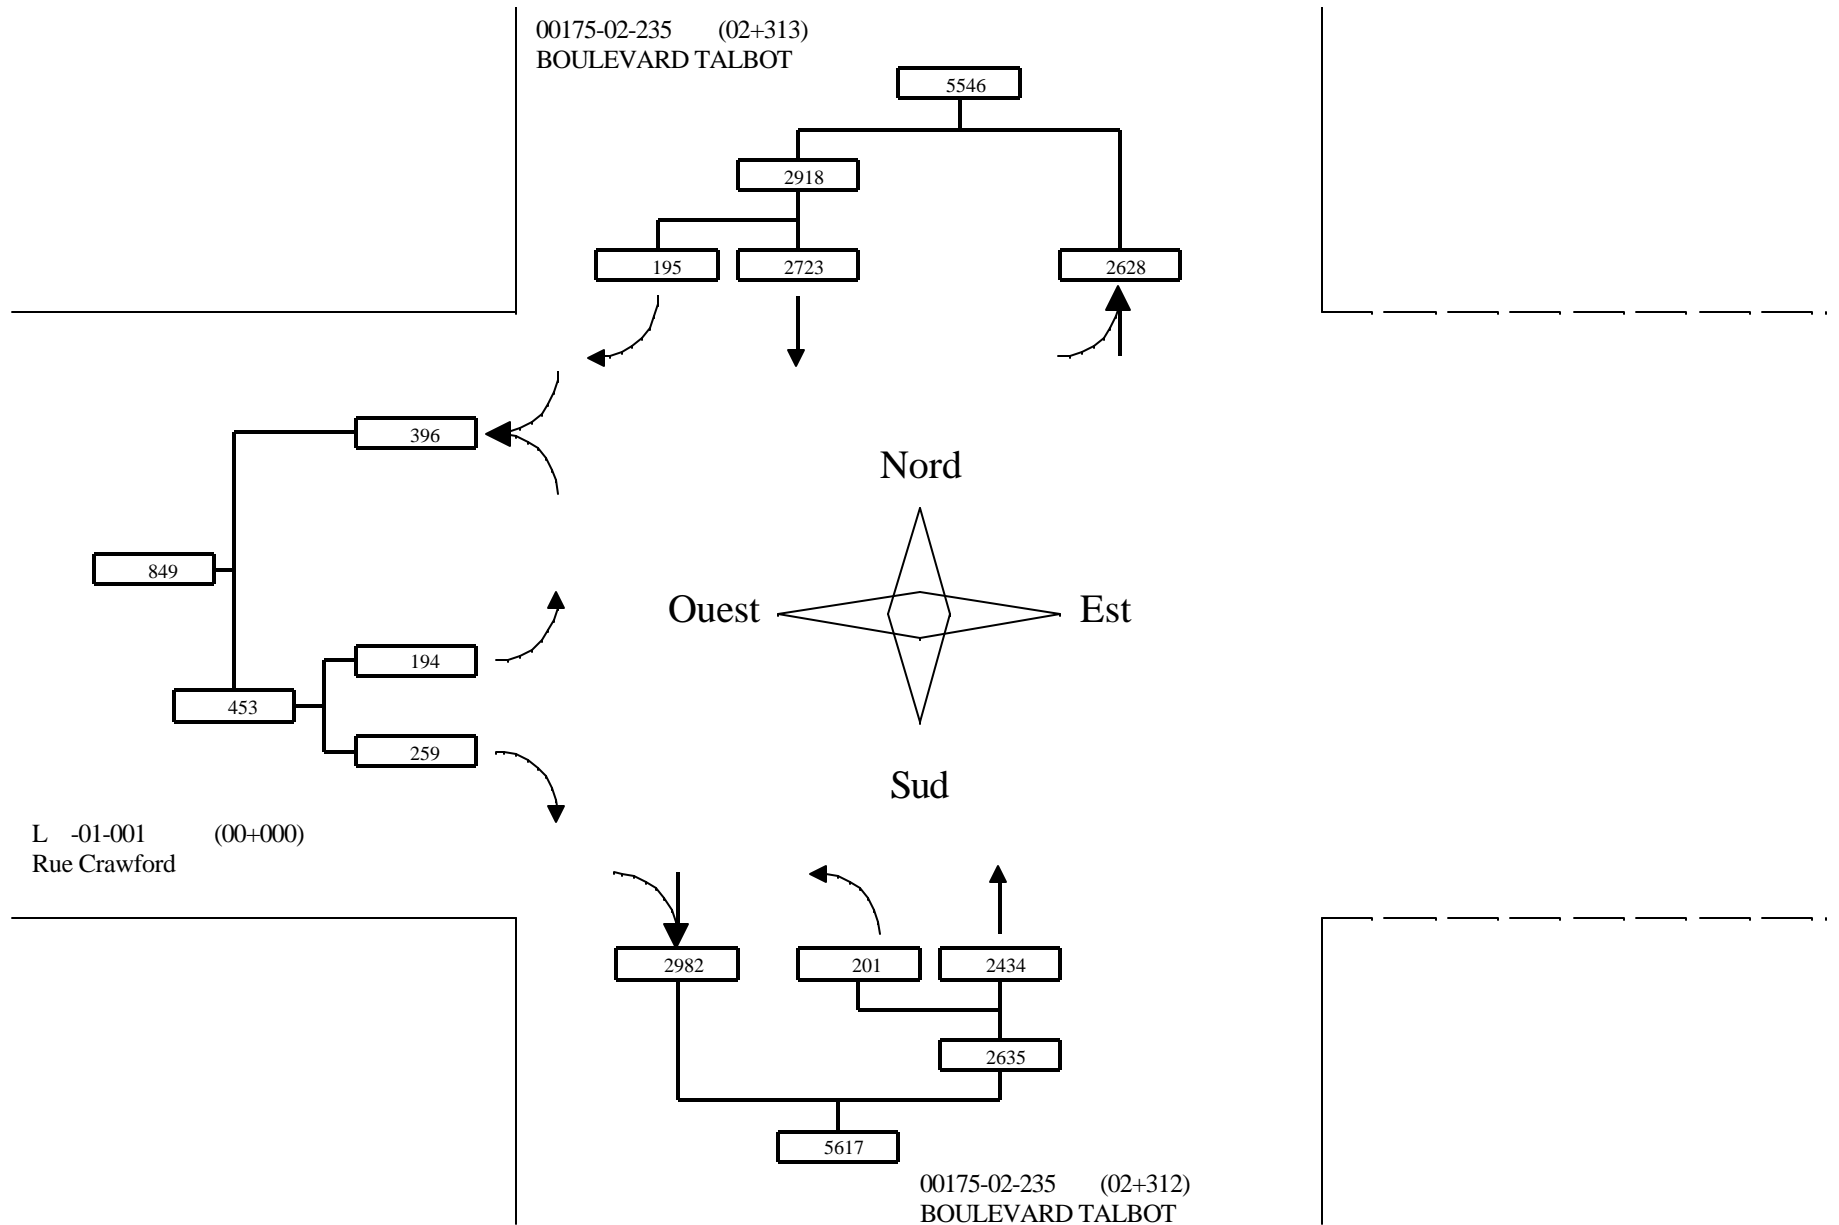 00175-02-235 (02+313)
BOULEVARD TALBOT
5546
2918
195 2723 2628
396
Nord
849
Ouest Est
194
453
259
Sud
L -01-001 (00+000)
Rue Crawford
2982 201 2434
2635
5617
00175-02-235 (02+312)
BOULEVARD TALBOT